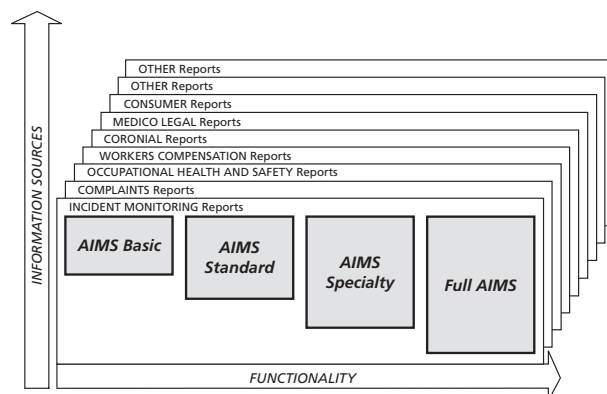 OTHER Reports
OTHER Reports
CONSUMER Reports
MEDICO LEGAL Reports
CORONIAL Reports
WORKERS COMPENSATION Reports
OCCUPATIONAL HEALTH AND SAFETY Reports
COMPLAINTS Reports
INCIDENT MONITORING Reports
INFORMATION SOURCES
AIMS Basic
AIMS
Standard
AIMS
Specialty
Full AIMS
FUNCTIONALITY